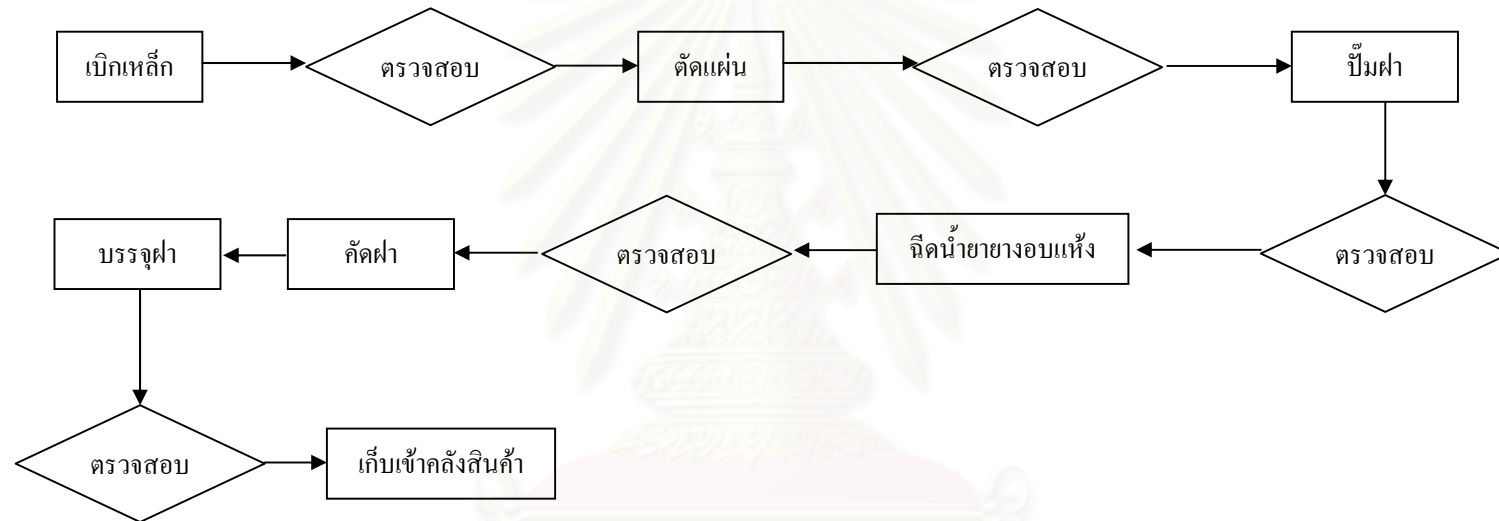 เบิกเหล็ก
ตรวจสอบ
ตัดแผ่น
ตรวจสอบ
ปั๊มฝา
ตรวจสอบ
ฉีดน้ำยายางอบแห้ง
ตรวจสอบ
คัดฝา
บรรจุฝา
ตรวจสอบ
เก็บเข้าคลังสินค้า